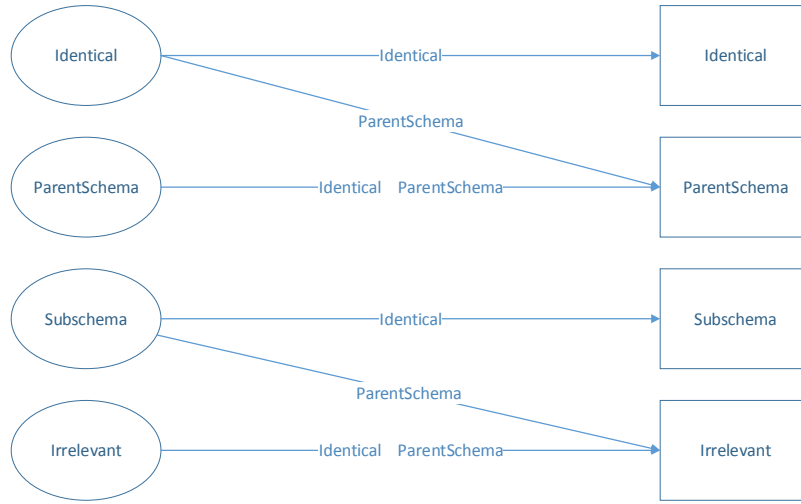 Identical Identical Identical
ParentSchema
ParentSchema Identical ParentSchema ParentSchema
Subschema Identical Subschema
ParentSchema
Irrelevant Identical ParentSchema Irrelevant